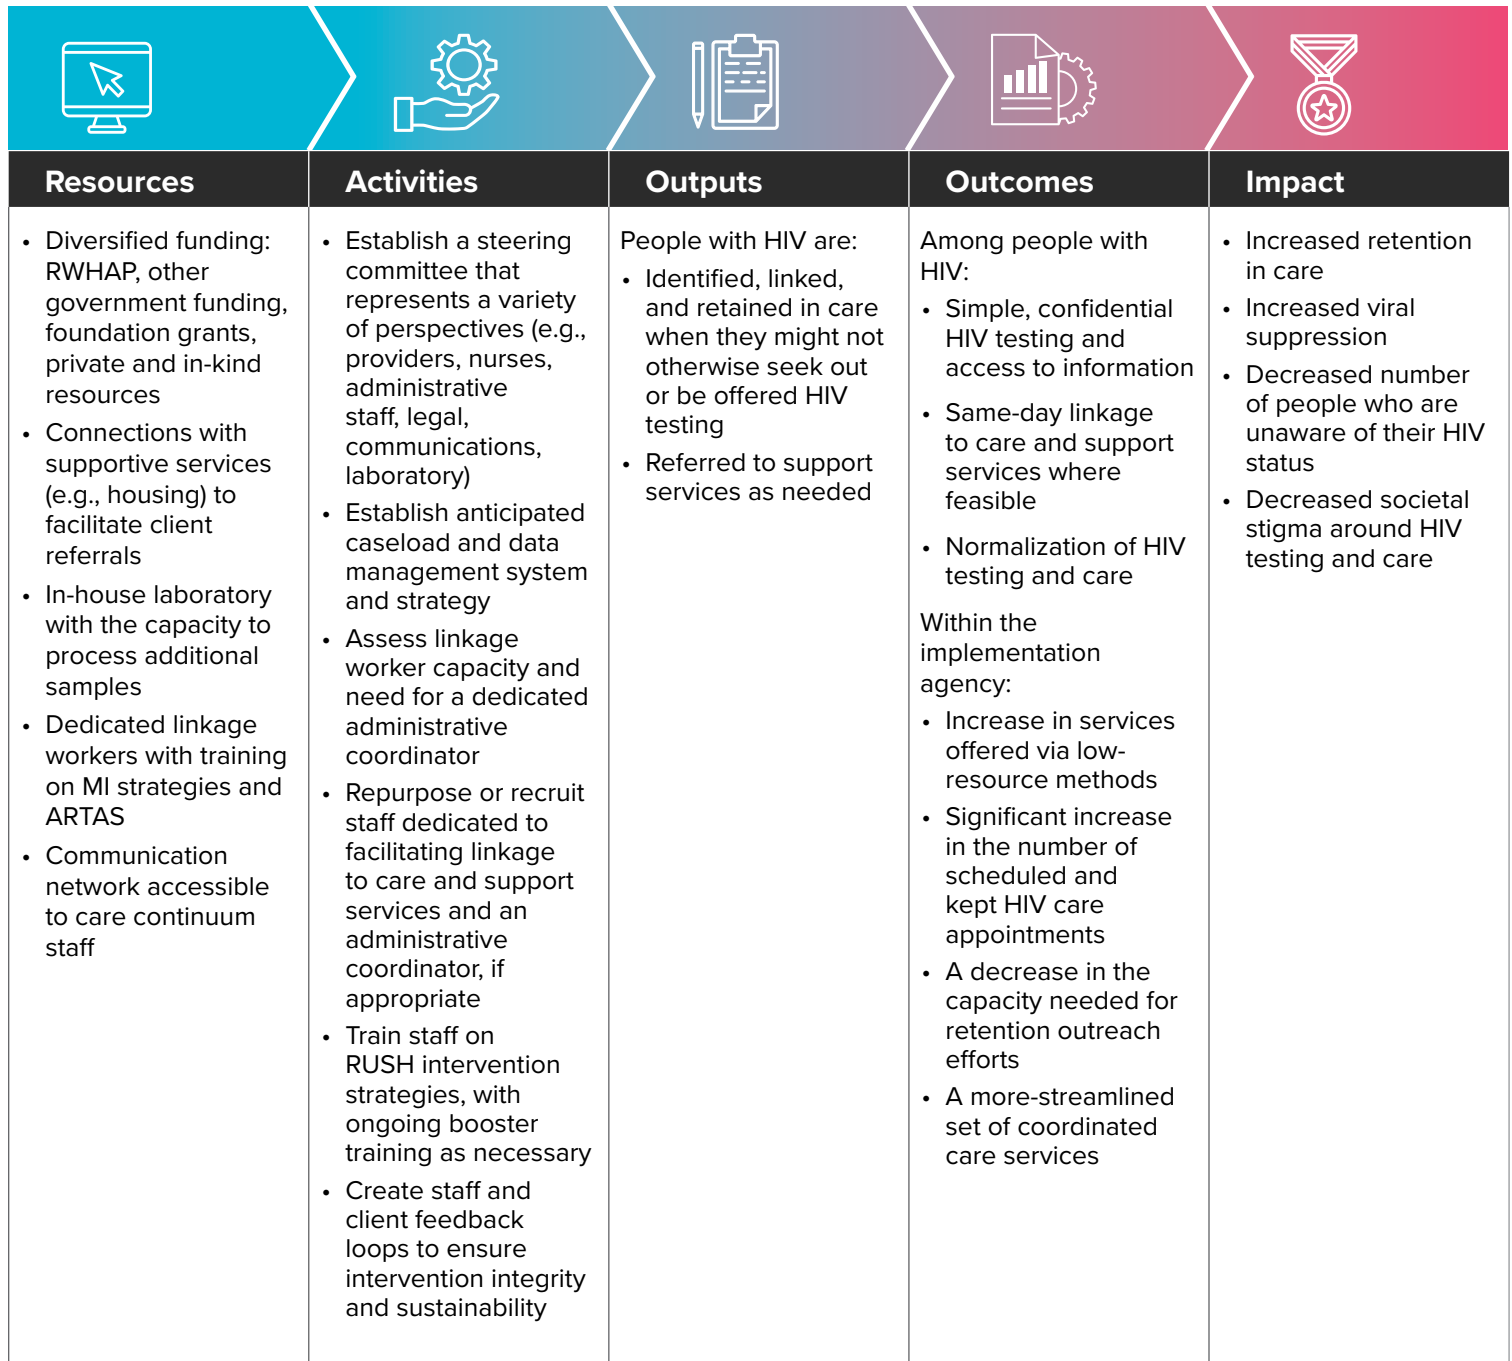 Resources
• Diversified funding:
RWHAP, other
government funding,
foundation grants,
private and in-kind
resources
• Connections with
supportive services
(e.g., housing) to
facilitate client
referrals
• In-house laboratory
with the capacity to
process additional
samples
• Dedicated linkage
workers with training
on MI strategies and
ARTAS
• Communication
network accessible
to care continuum
staff
Activities
• Establish a steering
committee that
represents a variety
of perspectives (e.g.,
providers, nurses,
administrative
staff, legal,
communications,
laboratory)
• Establish anticipated
caseload and data
management system
and strategy
• Assess linkage
worker capacity and
need for a dedicated
administrative
coordinator
• Repurpose or recruit
staff dedicated to
facilitating linkage
to care and support
services and an
administrative
coordinator, if
appropriate
• Train staff on
RUSH intervention
strategies, with
ongoing booster
training as necessary
• Create staff and
client feedback
loops to ensure
intervention integrity
and sustainability
Outputs
People with HIV are:
• Identified, linked,
and retained in care
when they might not
otherwise seek out
or be offered HIV
testing
• Referred to support
services as needed
Outcomes
Among people with
HIV:
• Simple, confidential
HIV testing and
access to information
• Same-day linkage
to care and support
services where
feasible
• Normalization of HIV
testing and care
Within the
implementation
agency:
• Increase in services
offered via low-
resource methods
• Significant increase
in the number of
scheduled and
kept HIV care
appointments
• A decrease in the
capacity needed for
retention outreach
efforts
• A more-streamlined
set of coordinated
care services
Impact
• Increased retention
in care
• Increased viral
suppression
• Decreased number
of people who are
unaware of their HIV
status
• Decreased societal
stigma around HIV
testing and care